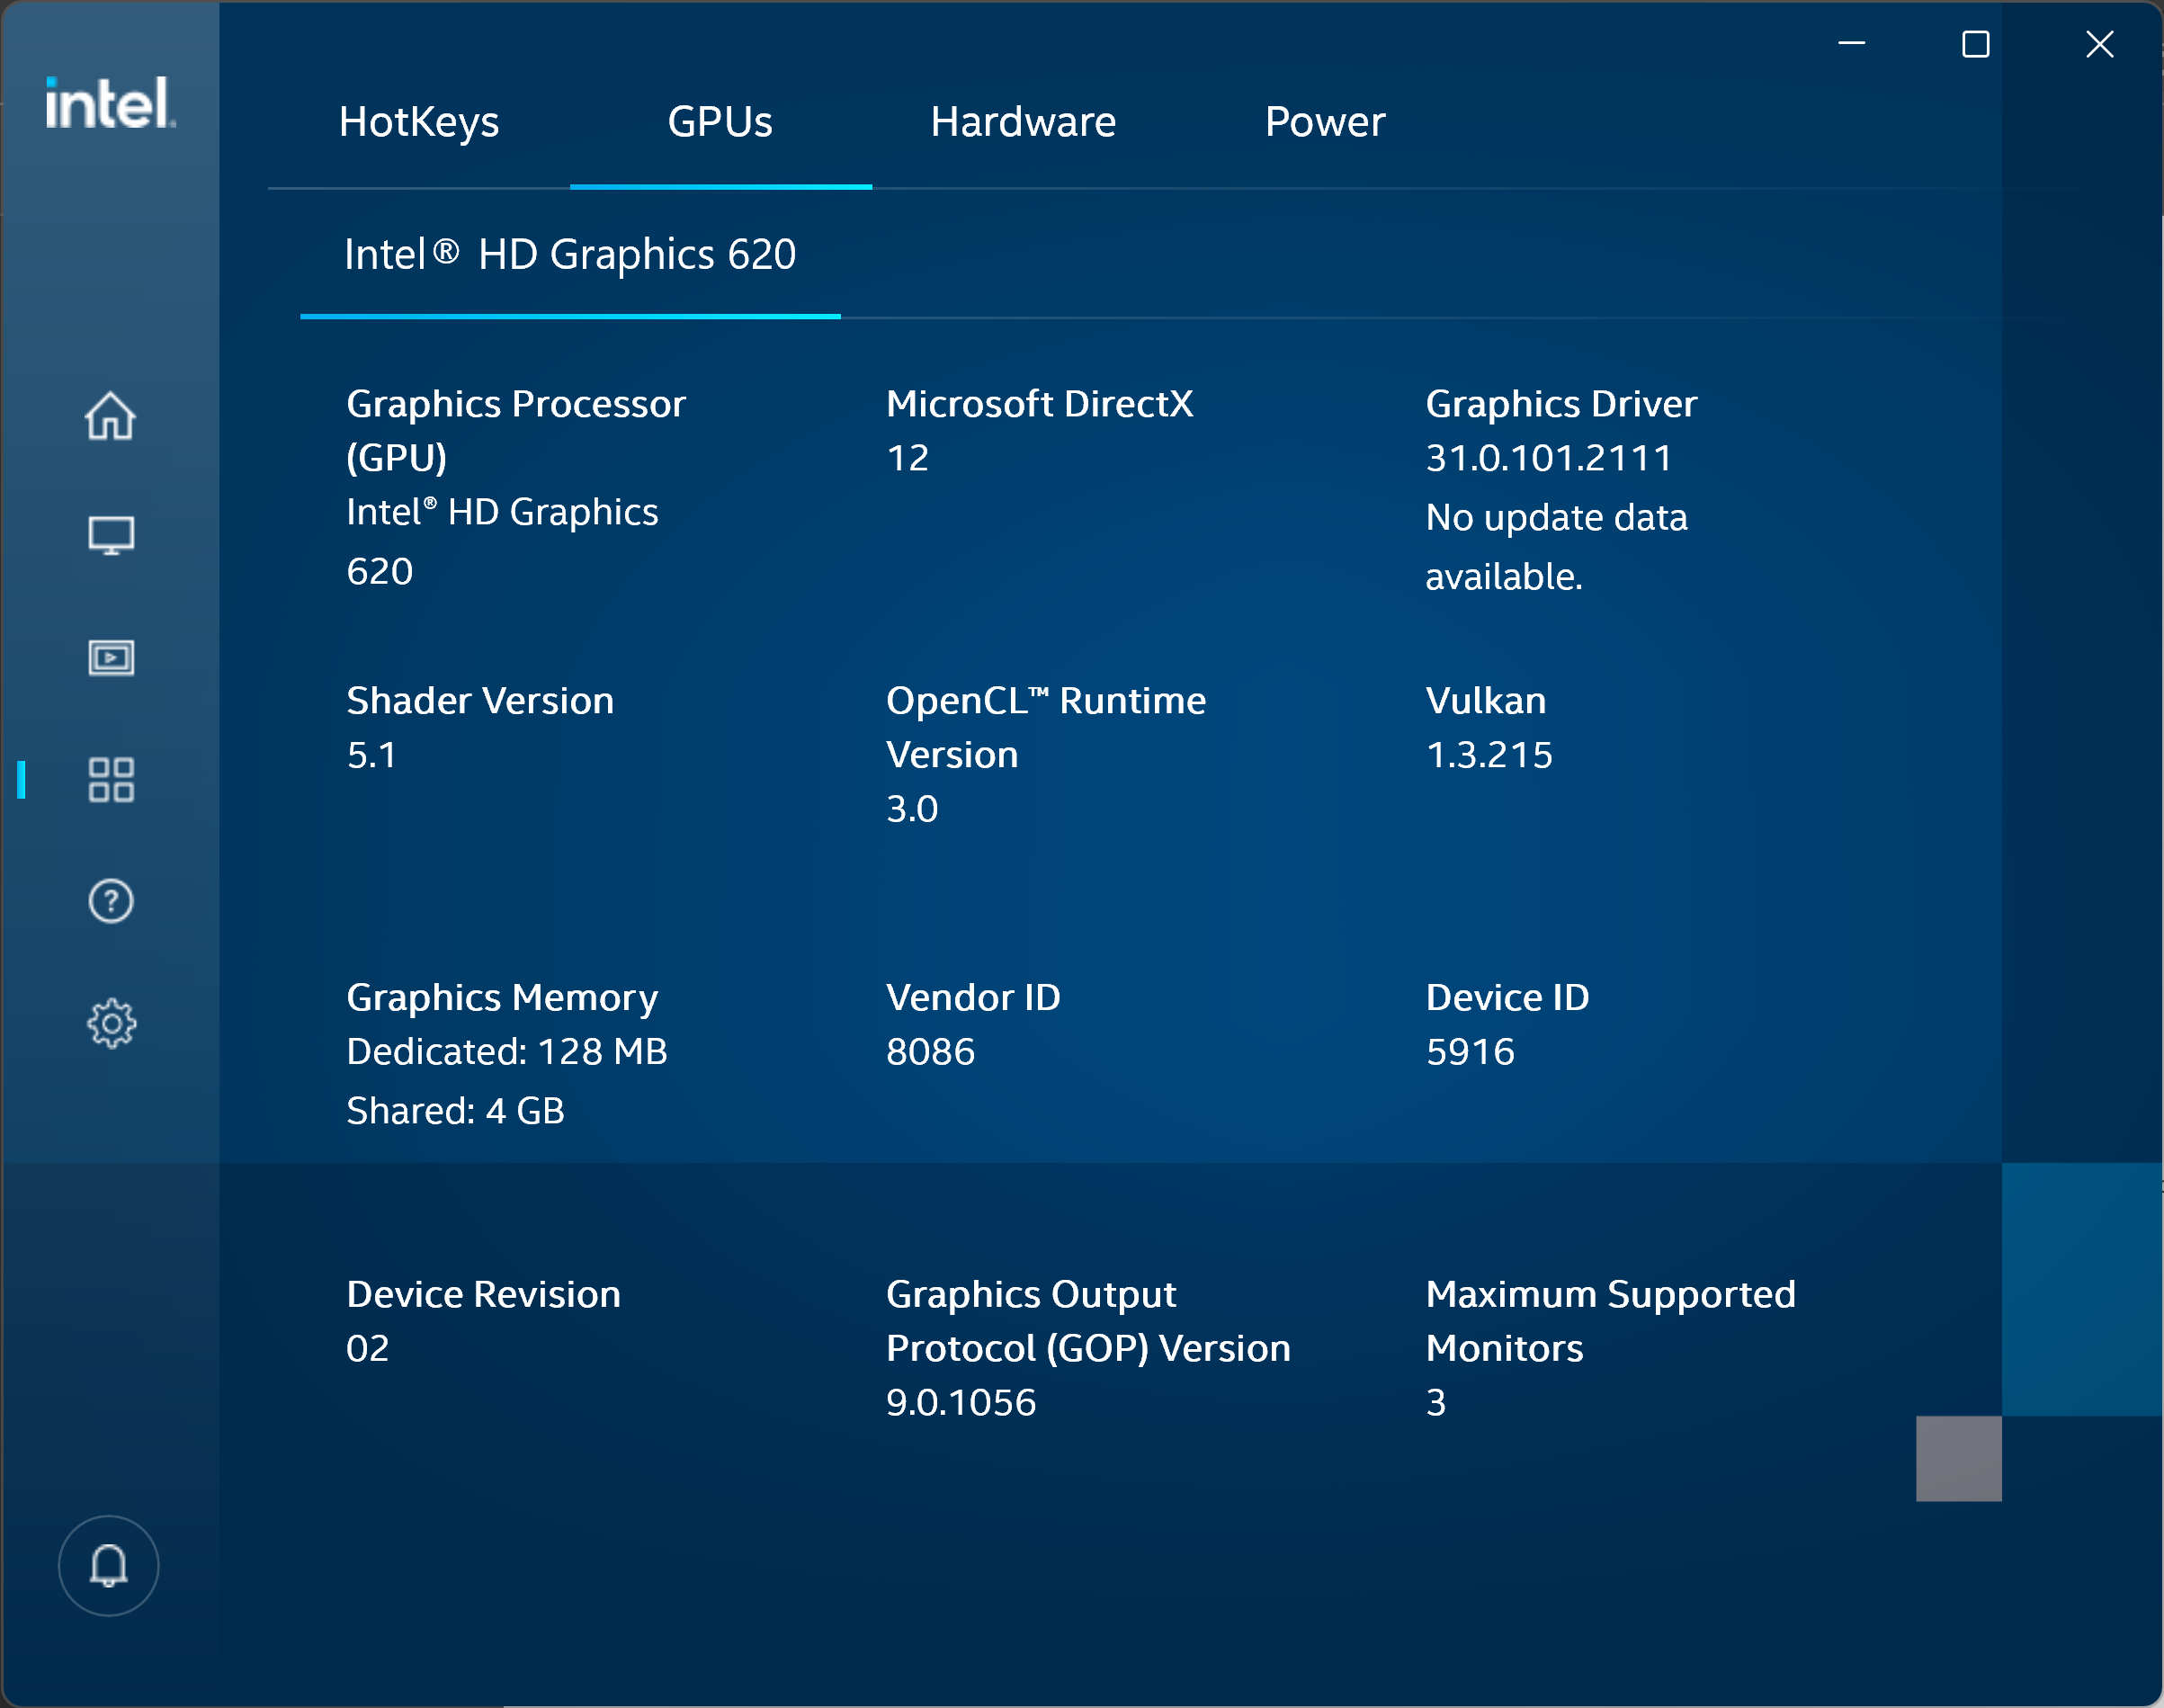 intel.
HotKeys
GPUs
Hardware
Power
Intel® HD Graphics 620
Graphics Processor
(GPU)
Intel® HD Graphics
620
Microsoft DirectX
12
Graphics Driver
31.0.101.2111
No update data
available.
Shader Version
5.1
OpenCL™ Runtime
Version
3.0
Vulkan
1.3.215
Graphics Memory
Dedicated: 128 MB
Shared: 4 GB
Vendor ID
8086
Device ID
5916
Device Revision
02
Graphics Output
Protocol (GOP) Version
9.0.1056
Maximum Supported
Monitors
3